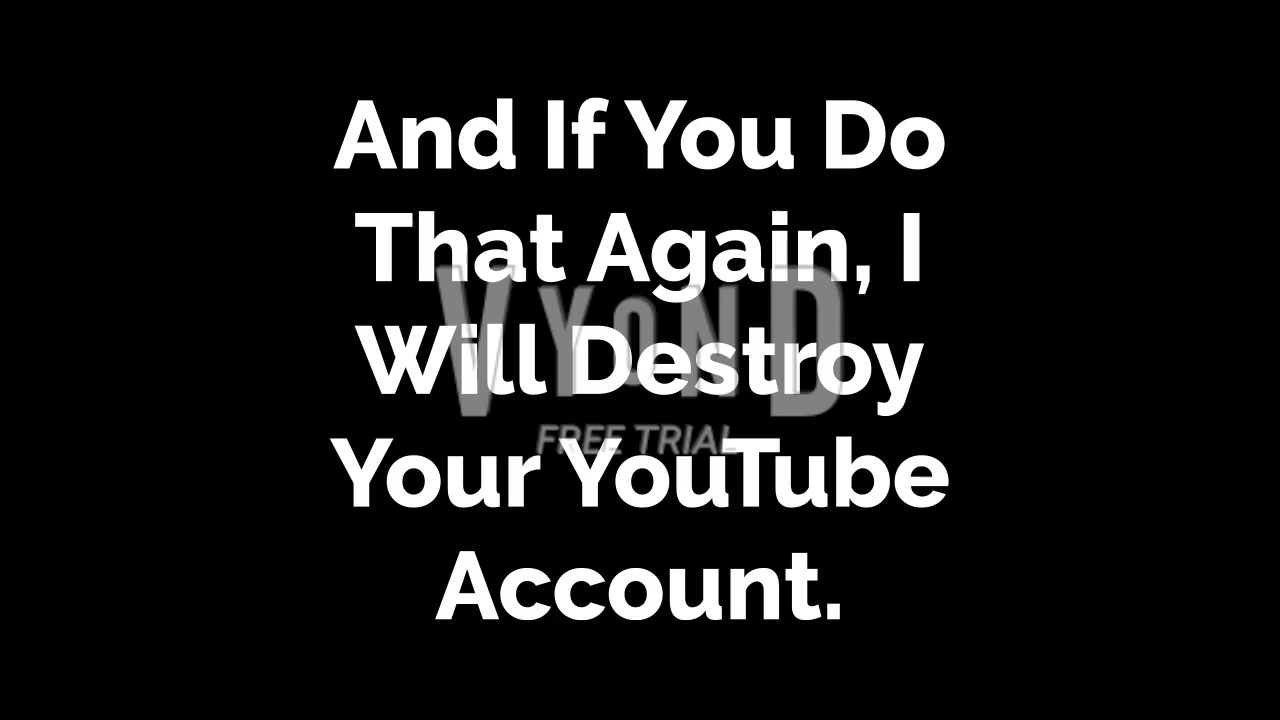 And If You Do
That Again, I
Will Destroy
Your YouTube
Account.
VYOND
FREE TRIAL